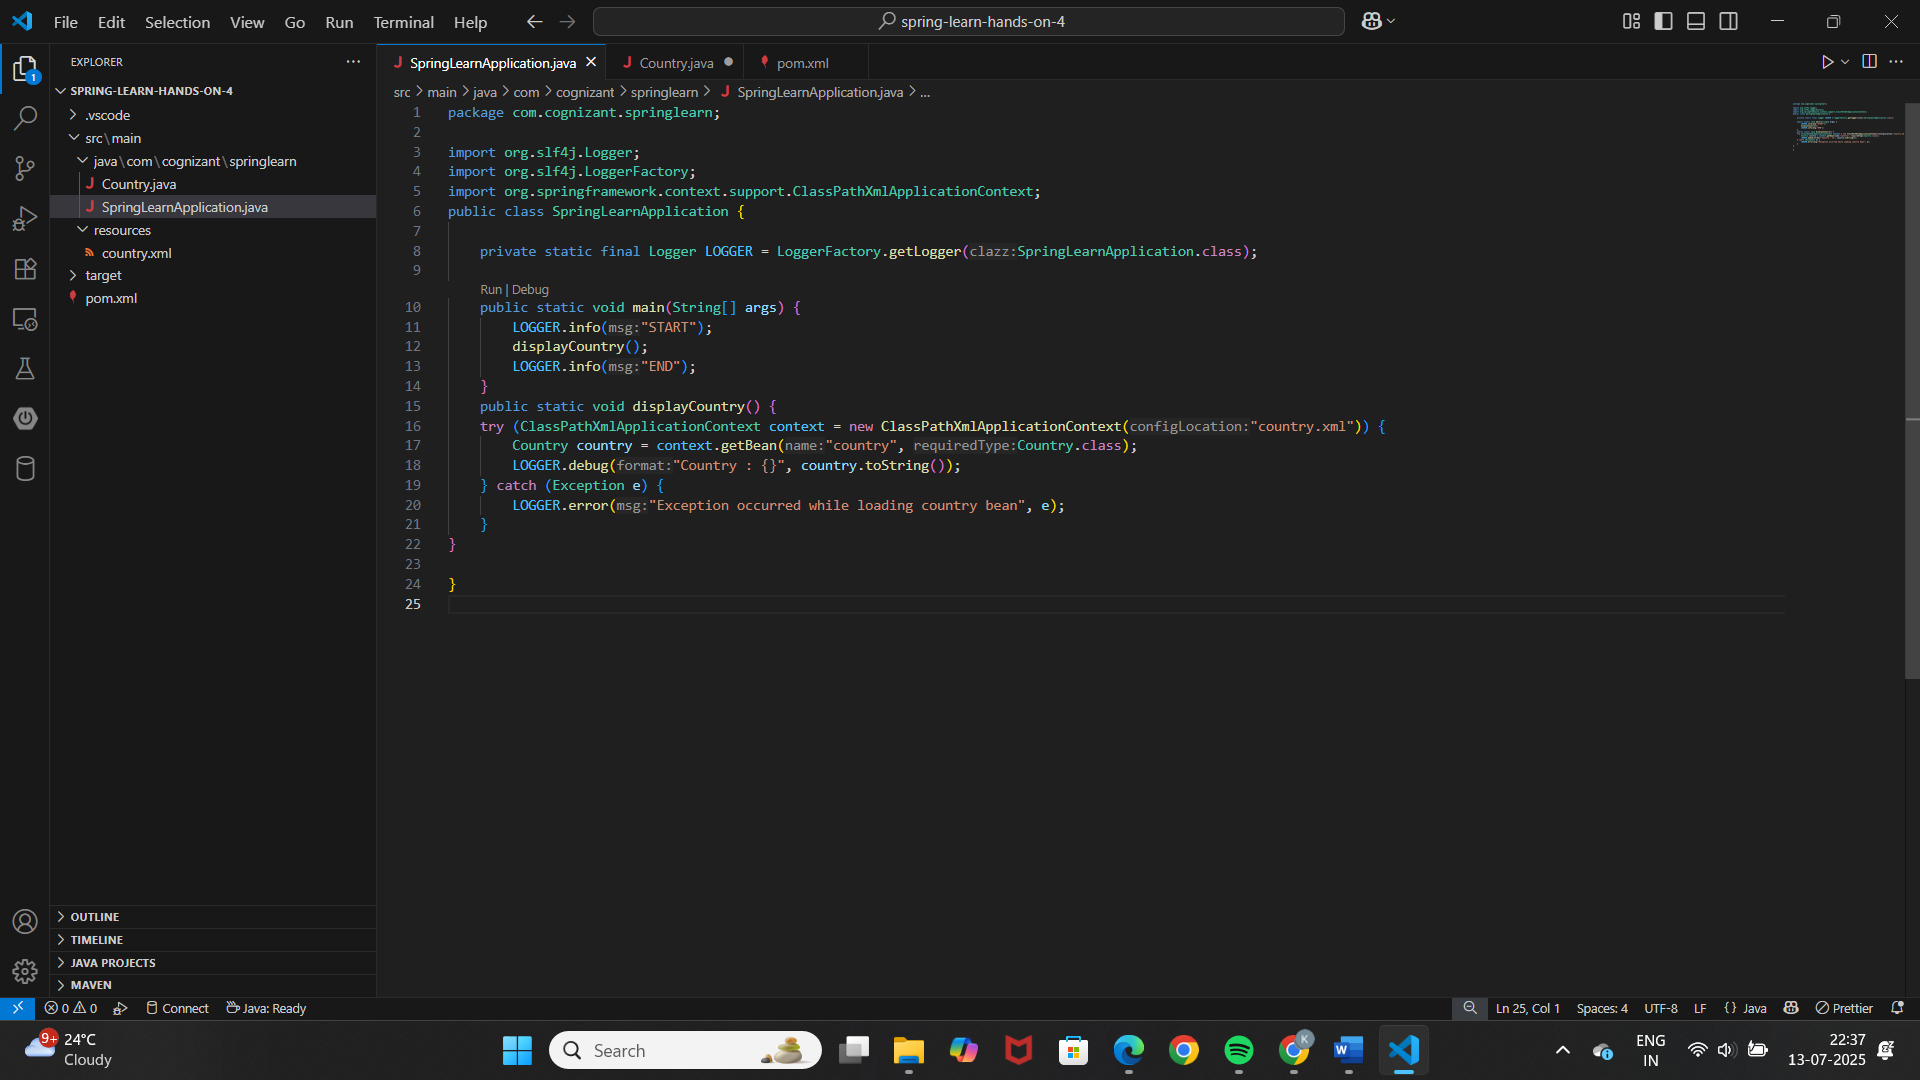 File Edit Selection View Go Run Terminal Help
spring-learn-hands-on-4
EXPLORER
SPRING-LEARN-HANDS-ON-4
.vscode
src\main
java\com\cognizant\springlearn
Country.java
SpringLearnApplication.java
resources
country.xml
target
pom.xml
OUTLINE
TIMELINE
JAVA PROJECTS
MAVEN
1
SpringLearnApplication.java
Country.java
pom.xml
src > main > java > com > cognizant > springlearn > SpringLearnApplication.java > ...
1 package com.cognizant.springlearn;
2
3 import org.slf4j.Logger;
4 import org.slf4j.LoggerFactory;
5 import org.springframework.context.support.ClassPathXmlApplicationContext;
6 public class SpringLearnApplication {
7
8 private static final Logger LOGGER = LoggerFactory.getLogger(clazz:SpringLearnApplication.class);
9
Run | Debug
10 public static void main(String[] args) {
11 LOGGER.info(msg:"START");
12 displayCountry();
13 LOGGER.info(msg:"END");
14 }
15 public static void displayCountry() {
16 try (ClassPathXmlApplicationContext context = new ClassPathXmlApplicationContext(configLocation:"country.xml")) {
17 Country country = context.getBean(name:"country", requiredType:Country.class);
18 LOGGER.debug(format:"Country : {}", country.toString());
19 } catch (Exception e) {
20 LOGGER.error(msg:"Exception occurred while loading country bean", e);
21 }
22 }
23
24 }
25
0 0 Connect Java: Ready
Ln 25, Col 1 Spaces: 4 UTF-8 LF {} Java Prettier
9+
24°C
Cloudy
Search
K
W
ENG
IN
22:37
13-07-2025